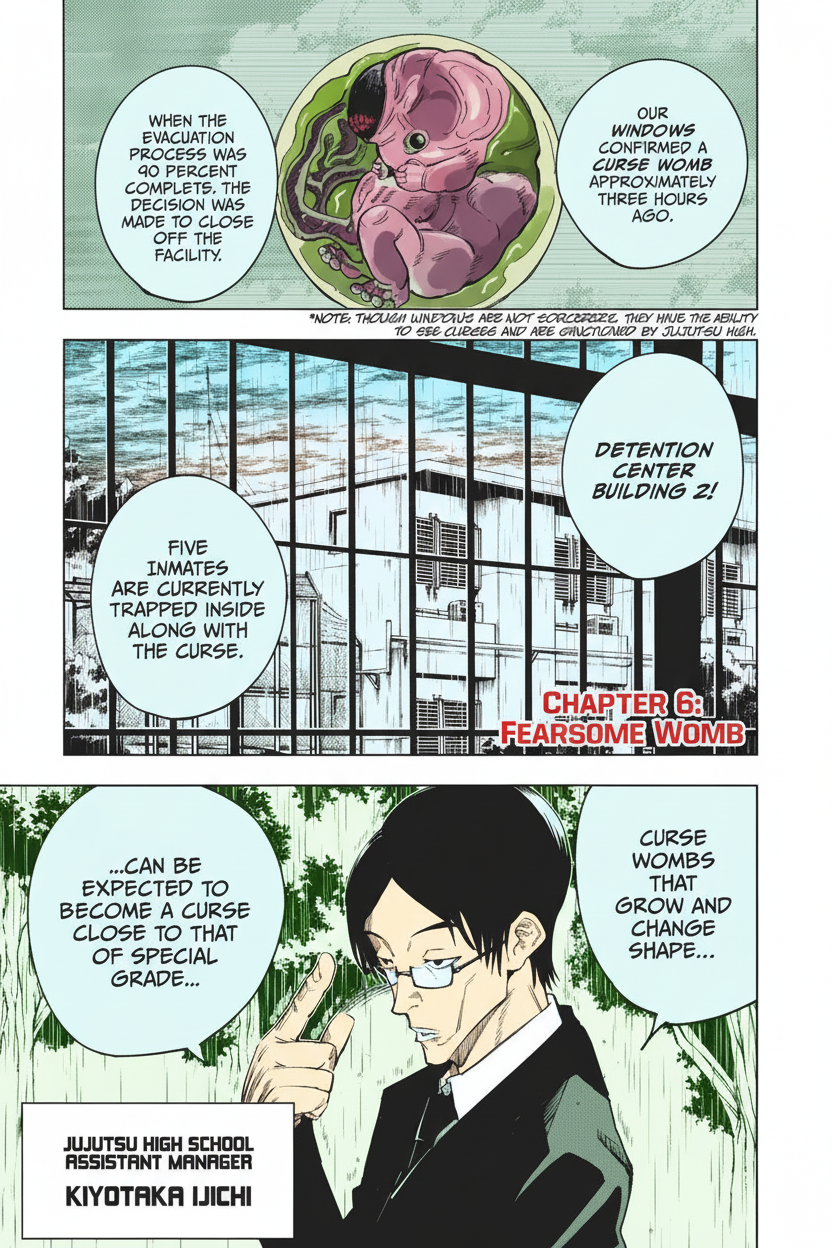 OUR
WINDOWS
CONFIRMED A
CURSE WOMB
APPROXIMATELY
THREE HOURS
AGO.
WHEN THE
EVACUATION
PROCESS WAS
90 PERCENT
COMPLETE. THE
DECISION WAS
MADE TO CLOSE
OFF THE
FACILITY.
*NOTE: THOUGH ARE NOT THEY HAVE THE ABILITY
TO SEE CURSES AND ARE BY JUJUTSU HIGH.
DETENTION
CENTER
BUILDING 2!
FIVE
INMATES
ARE CURRENTLY
TRAPPED INSIDE
ALONG WITH
THE CURSE.
CHAPTER 6:
FEARSOME WOMB
CURSE
WOMBS
THAT
GROW AND
CHANGE
SHAPE...
...CAN BE
EXPECTED TO
BECOME A CURSE
CLOSE TO THAT
OF SPECIAL
GRADE...
JUJUTSU HIGH SCHOOL
ASSISTANT MANAGER
KIYOTAKA IJICHI